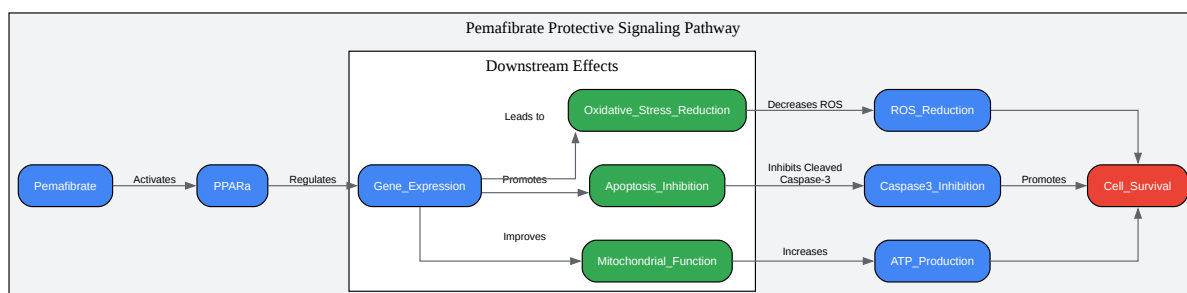 Pemafibrate Protective Signaling Pathway
Downstream Effects
Pemafibrate
Activates
PPARa
Regulates
Gene_Expression
Leads to
Oxidative_Stress_Reduction
Decreases ROS
ROS_Reduction
Promotes
Apoptosis_Inhibition
Inhibits Cleaved
Caspase-3
Caspase3_Inhibition
Promotes
Cell_Survival
Improves
Mitochondrial_Function
Increases
ATP_Production